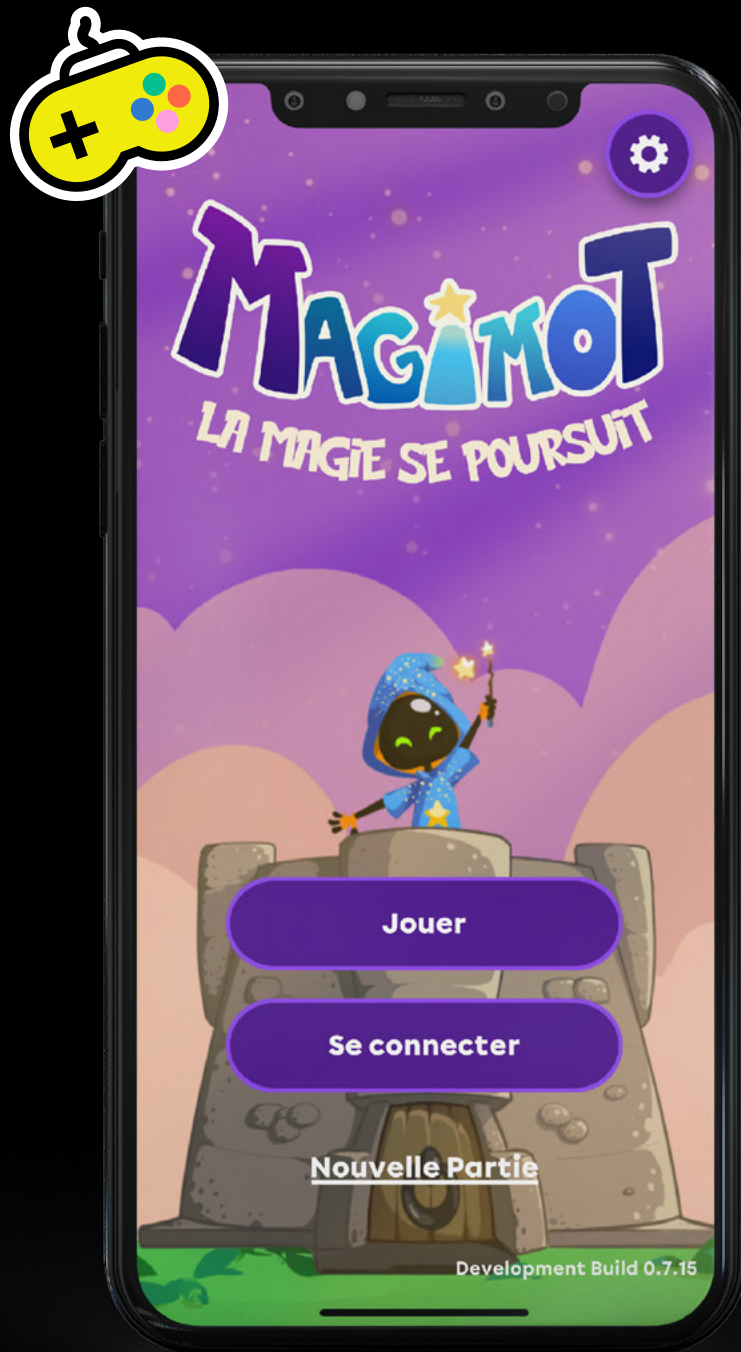 MAGiMOT
LA MAGiE SE POURSUiT
Jouer
Se connecter
Nouvelle Partie
Development Build 0.7.15